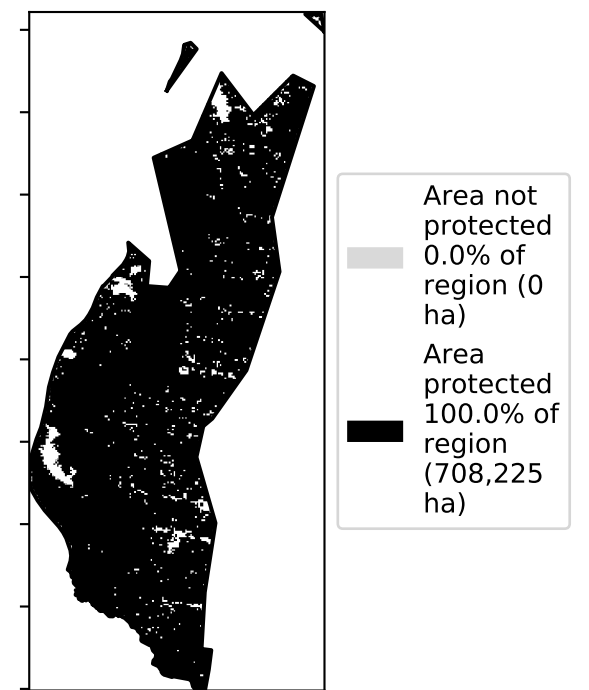 Area not
protected
0.0% of
region (0
ha)
Area
protected
100.0% of
region
(708,225
ha)